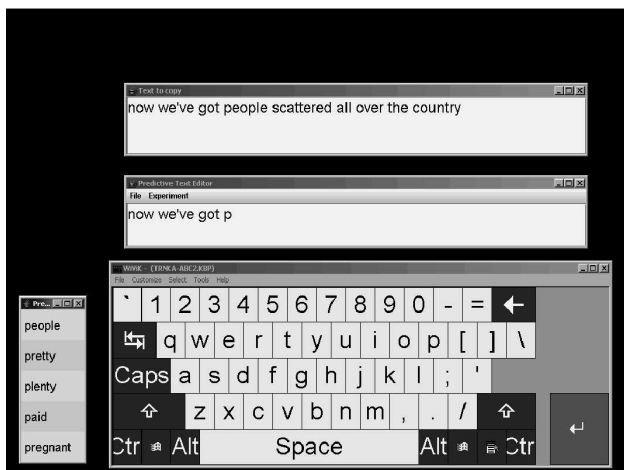 Text to copy
now we've got people scattered all over the country
Predictive Text Editor
File Experiment
now we've got p
WiViK - (TRNKA-ABC2.KBP)
File Customize Select Tools Help
` 1 2 3 4 5 6 7 8 9 0 - =
q w e r t y u i o p [ ] \
Caps a s d f g h j k l ; '
z x c v b n m , . /
Ctr Alt Space Alt Ctr
Pre...
people
pretty
plenty
paid
pregnant